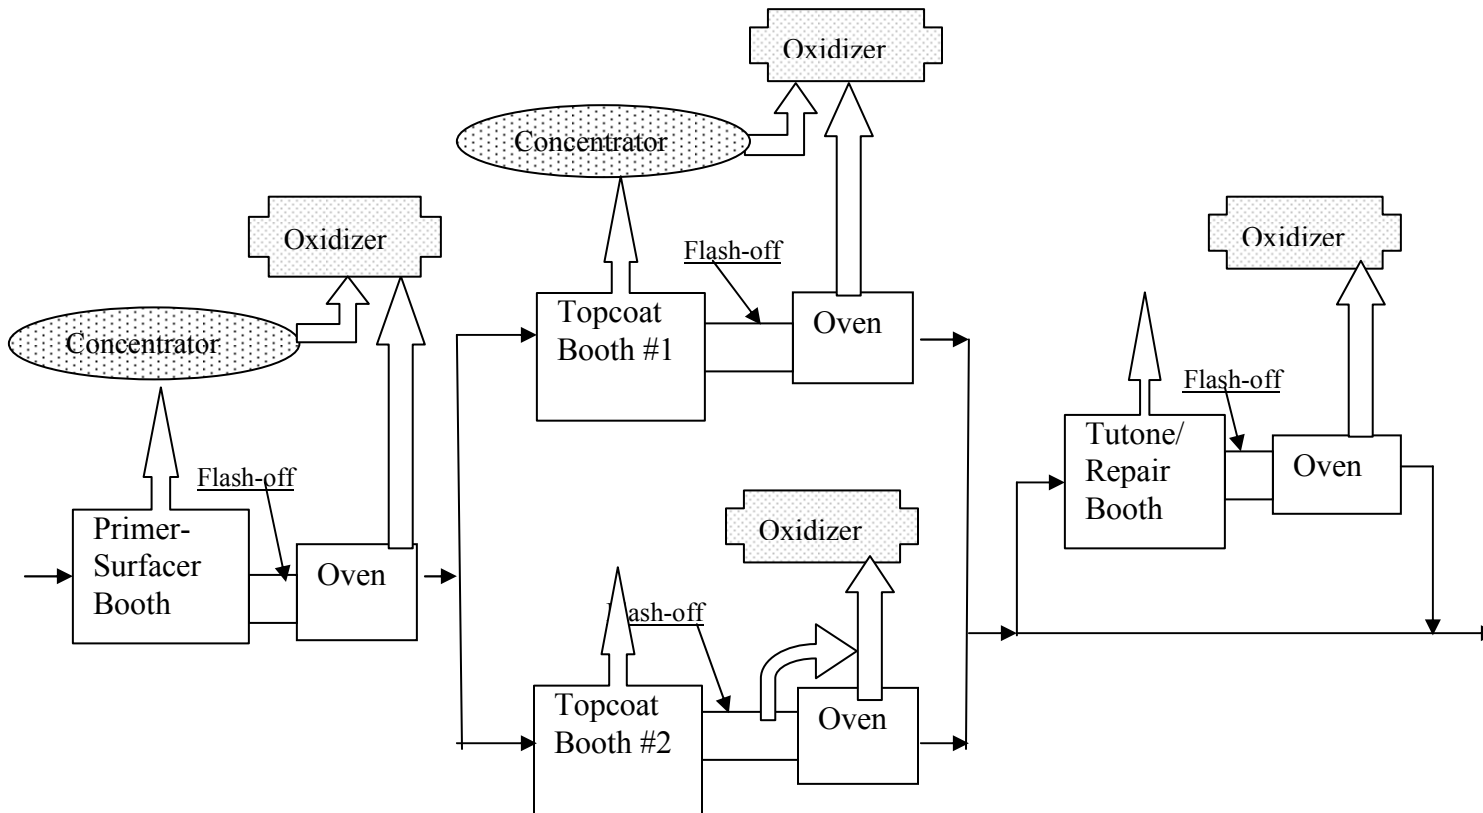 Oxidizer
Concentrator
Oxidizer
Flash-off
Topcoat
Booth #1
Oven
Oxidizer
Concentrator
Flash-off
Primer-
Surfacer
Booth
Oven
Flash-off
Tutone/
Repair
Booth
Oven
Oxidizer
ash-off
Topcoat
Booth #2
Oven